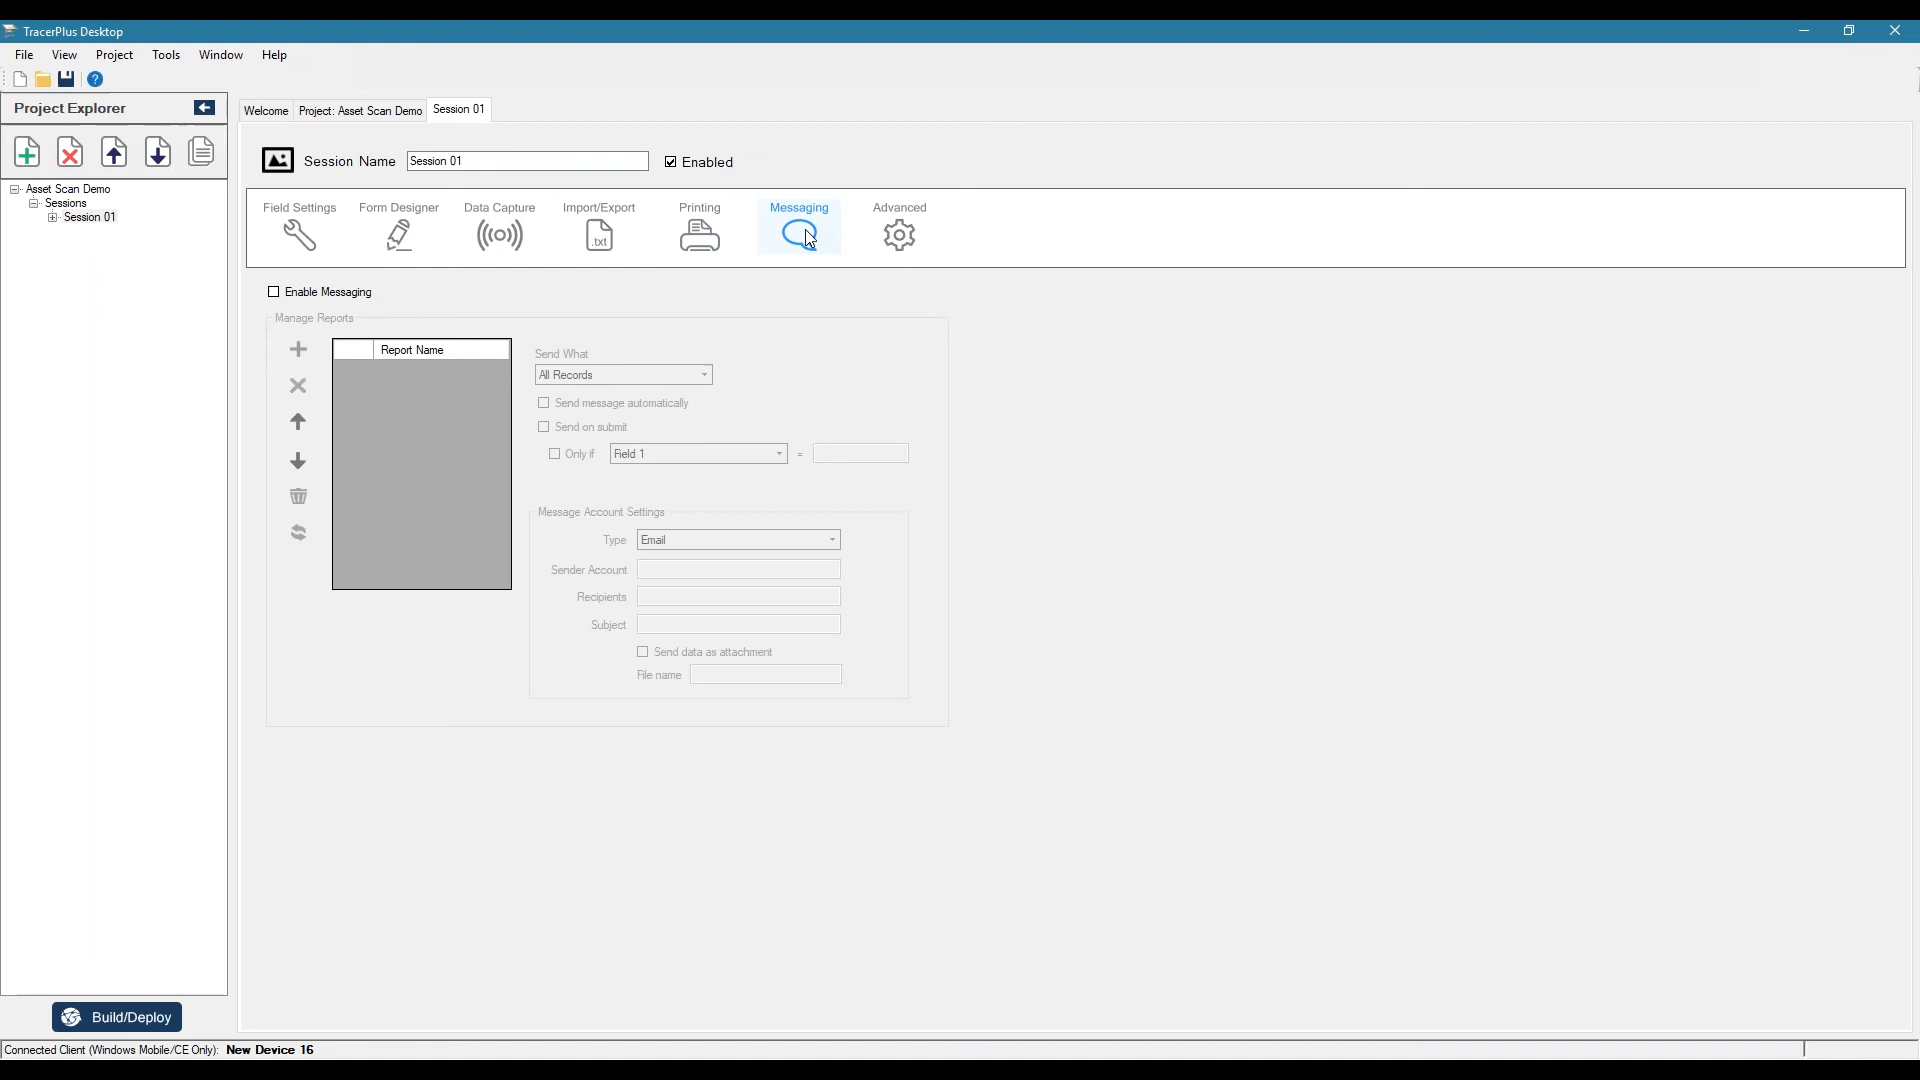 TracerPlus Desktop
File View Project Tools Window Help
Project Explorer
Asset Scan Demo
Sessions
Session 01
Build/Deploy
Welcome Project: Asset Scan Demo Session 01
Session Name Session 01 Enabled
Field Settings Form Designer Data Capture Import/Export Printing Messaging Advanced
.txt
Enable Messaging
Manage Reports
Report Name
Send What
All Records
Send message automatically
Send on submit
Only if Field 1 =
Message Account Settings
Type Email
Sender Account
Recipients
Subject
Send data as attachment
File name
Connected Client (Windows Mobile/CE Only): New Device 16